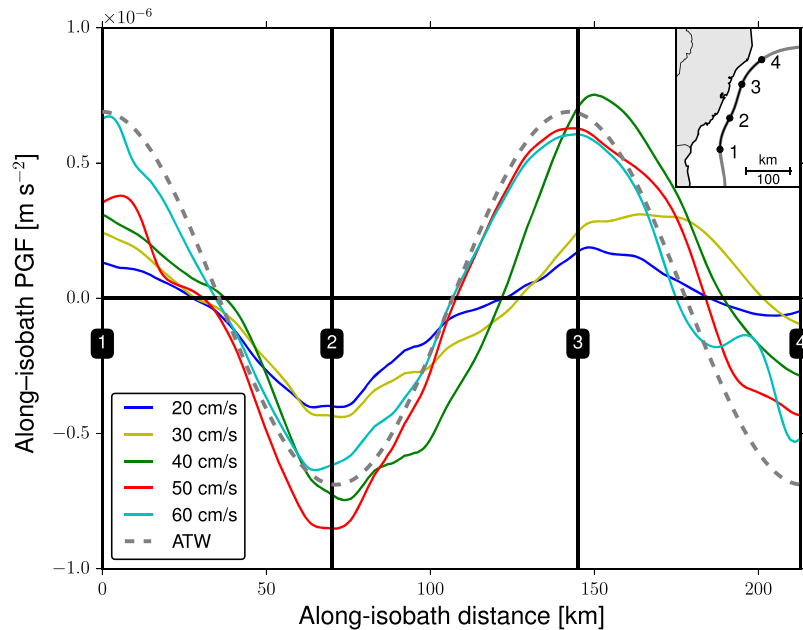 ×10⁻⁶
1.0
0.5
0.0
−0.5
−1.0
Along–isobath PGF [m s⁻²]
4
3
2
1
km
100
1
2
3
4
20 cm/s
30 cm/s
40 cm/s
50 cm/s
60 cm/s
ATW
0
50
100
150
200
Along-isobath distance [km]